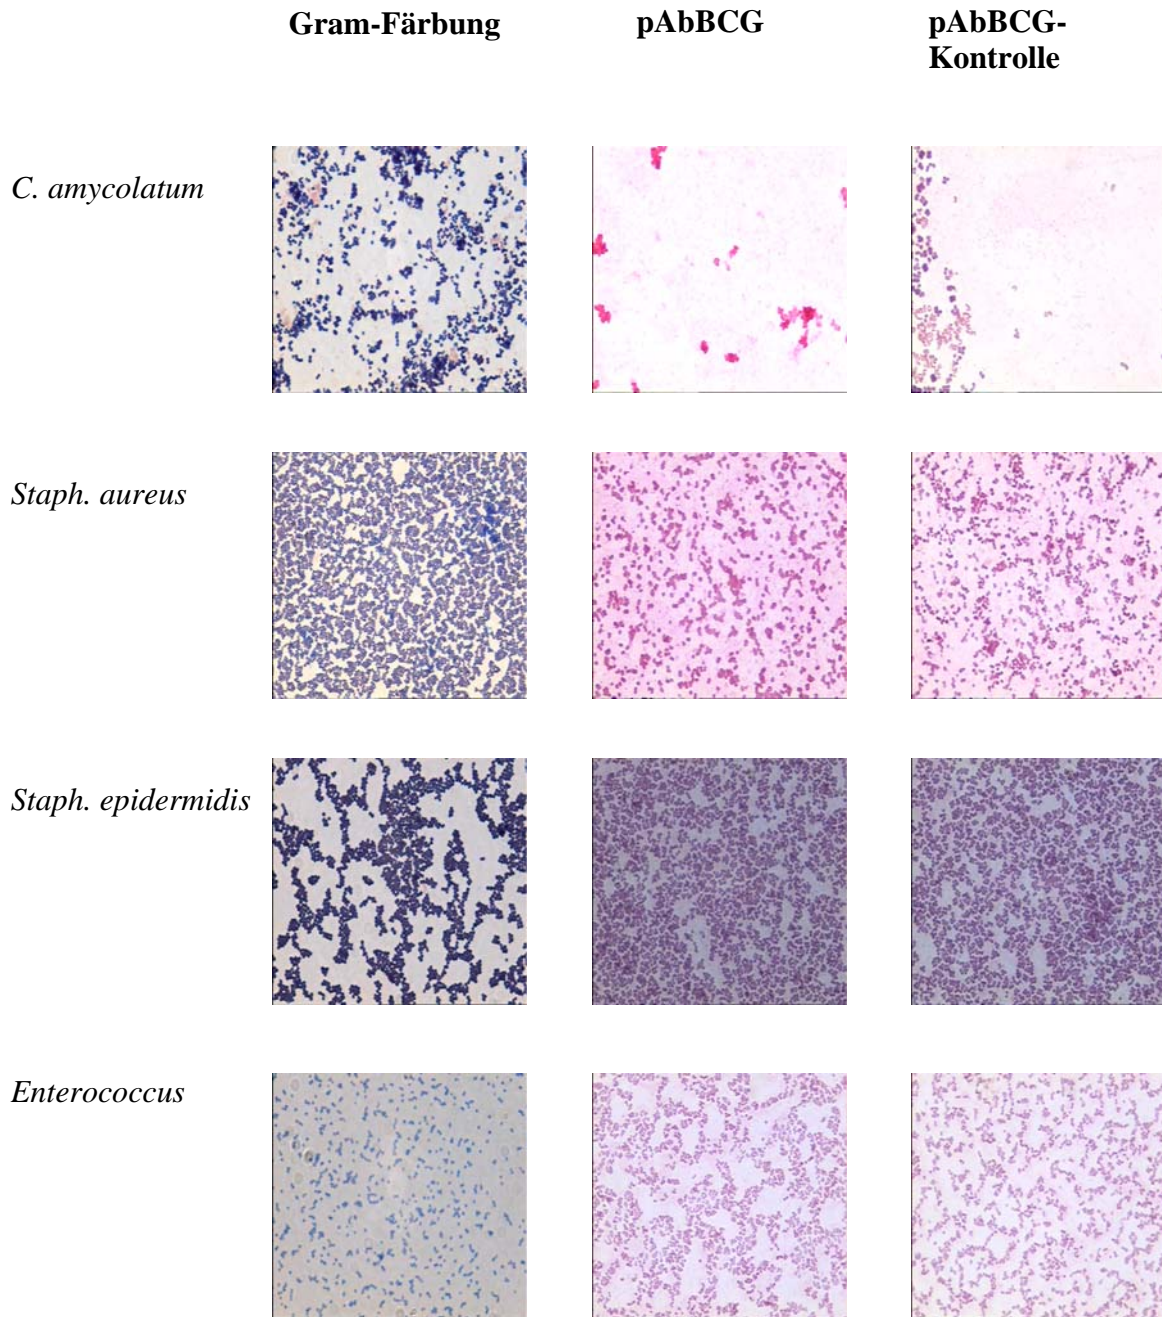 Gram-Färbung
pAbBCG
pAbBCG-
Kontrolle
C. amycolatum
Staph. aureus
Staph. epidermidis
Enterococcus